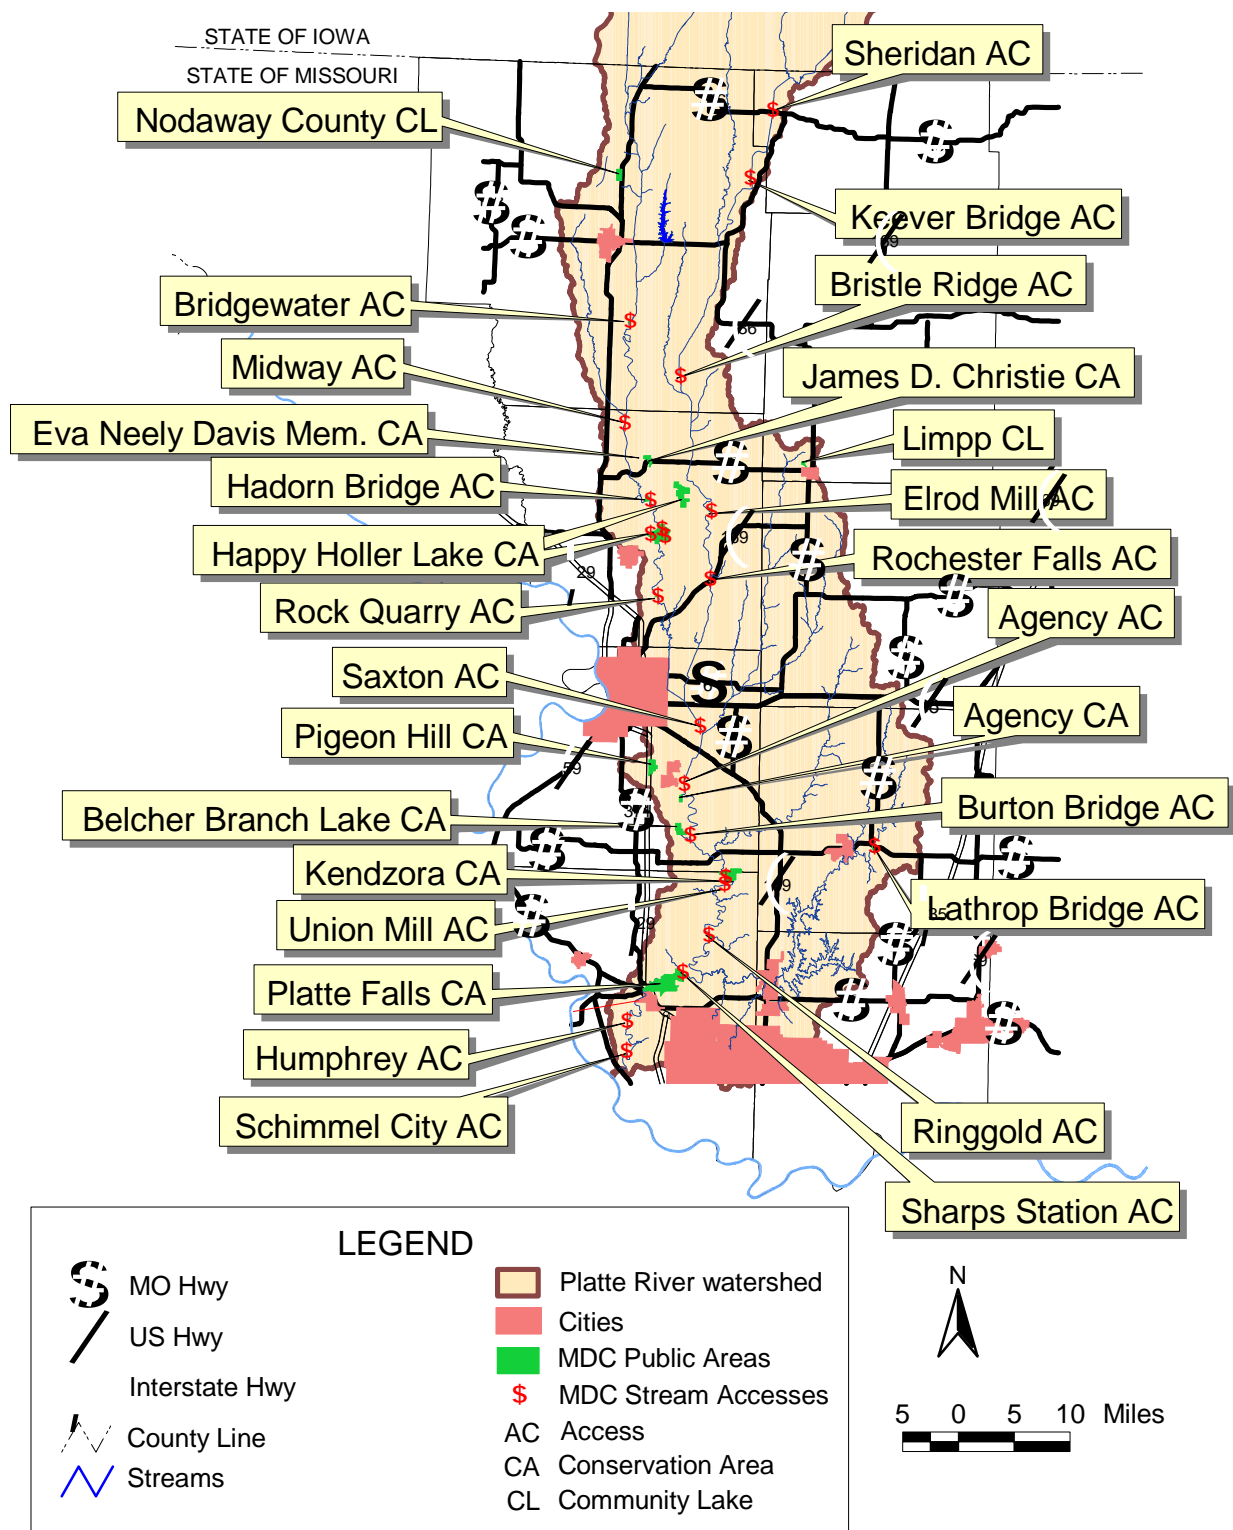 STATE OF IOWA
STATE OF MISSOURI
Sheridan AC
Nodaway County CL
Keever Bridge AC
69
Bristle Ridge AC
Bridgewater AC
Midway AC
James D. Christie CA
Eva Neely Davis Mem. CA
Limpp CL
Hadorn Bridge AC
Elrod Mill AC
Happy Holler Lake CA
Rochester Falls AC
29
Rock Quarry AC
Agency AC
Saxton AC
Agency CA
Pigeon Hill CA
59
Belcher Branch Lake CA
Burton Bridge AC
Kendzora CA
Lathrop Bridge AC
35
Union Mill AC
29
Platte Falls CA
Humphrey AC
Schimmel City AC
Ringgold AC
Sharps Station AC
LEGEND
MO Hwy
US Hwy
Interstate Hwy
County Line
Streams
Platte River watershed
Cities
MDC Public Areas
$ MDC Stream Accesses
AC Access
CA Conservation Area
CL Community Lake
N
5 0 5 10 Miles